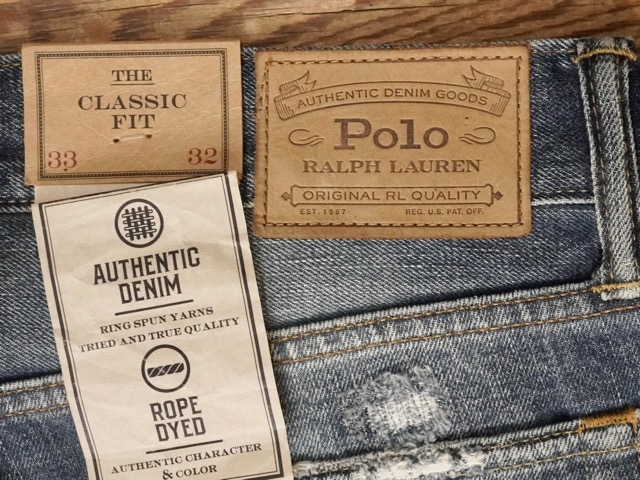 THE
CLASSIC
FIT
33 32
AUTHENTIC DENIM GOODS
Polo
RALPH LAUREN
ORIGINAL RL QUALITY
EST. 1967 REG. U.S. PAT. OFF.
AUTHENTIC
DENIM
RING SPUN YARNS
TRIED AND TRUE QUALITY
ROPE
DYED
AUTHENTIC CHARACTER
& COLOR